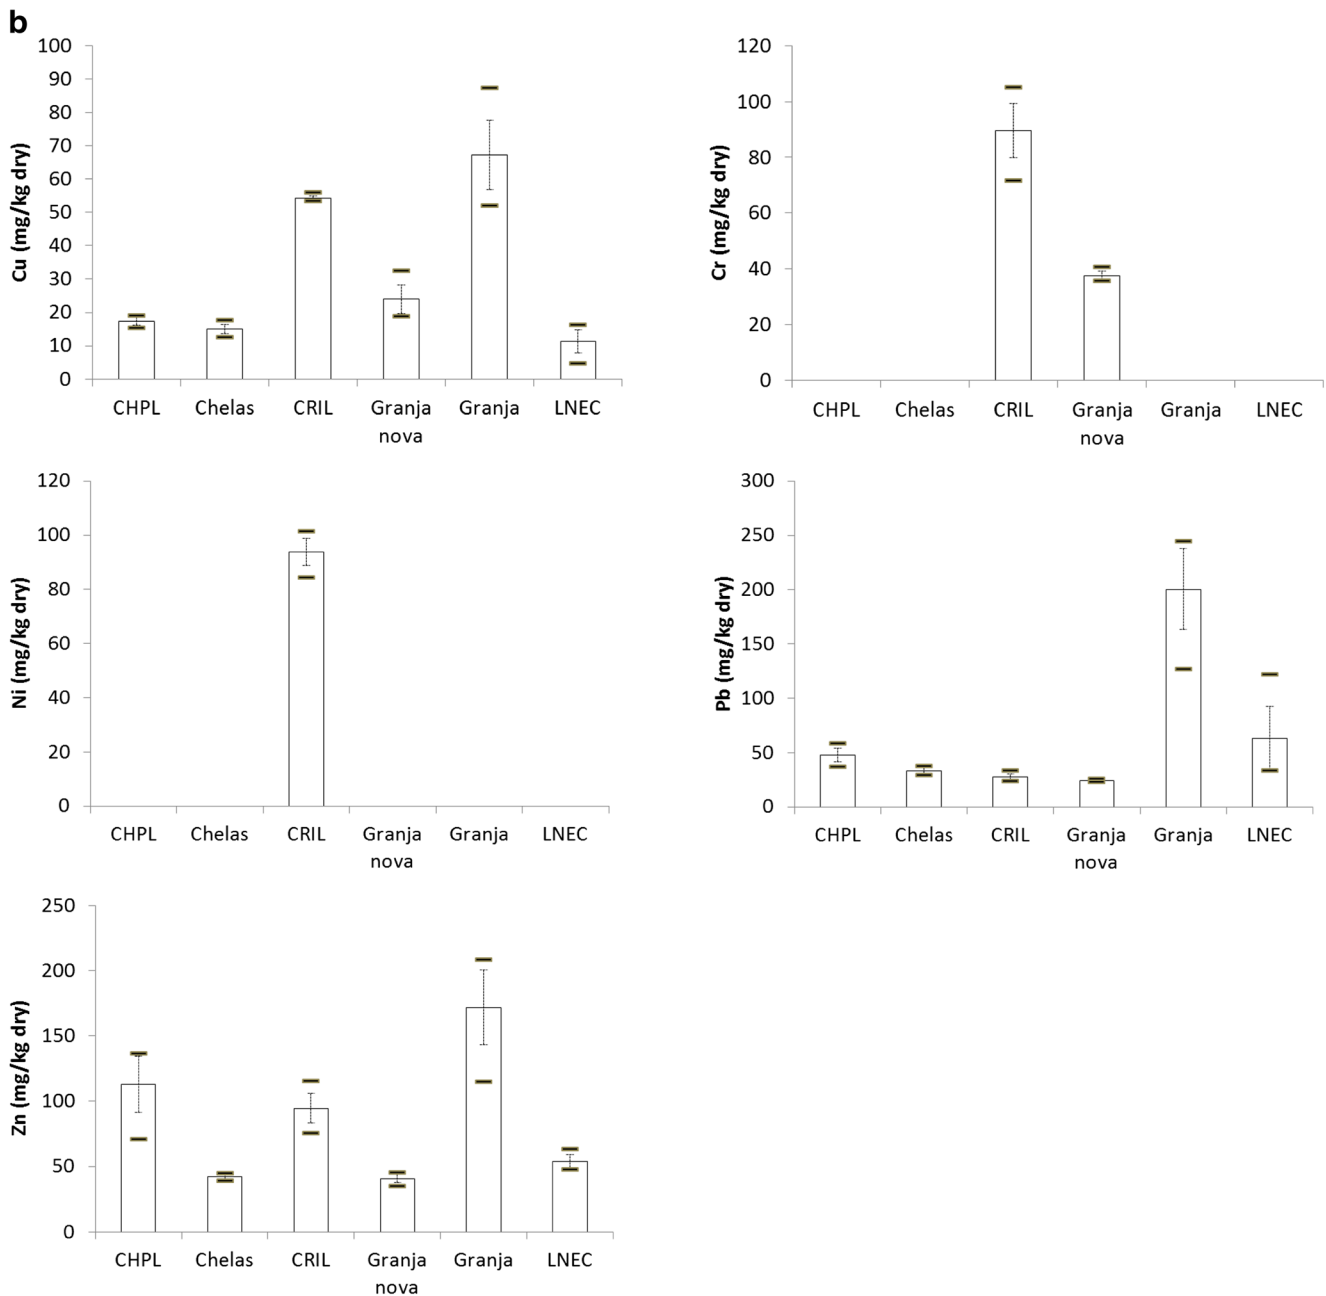 b
Cu (mg/kg dry)
100
90
80
70
60
50
40
30
20
10
0
CHPL Chelas CRIL Granja Granja LNEC
nova
Cr (mg/kg dry)
120
100
80
60
40
20
0
CHPL Chelas CRIL Granja Granja LNEC
nova
Ni (mg/kg dry)
120
100
80
60
40
20
0
CHPL Chelas CRIL Granja Granja LNEC
nova
Pb (mg/kg dry)
300
250
200
150
100
50
0
CHPL Chelas CRIL Granja Granja LNEC
nova
Zn (mg/kg dry)
250
200
150
100
50
0
CHPL Chelas CRIL Granja Granja LNEC
nova